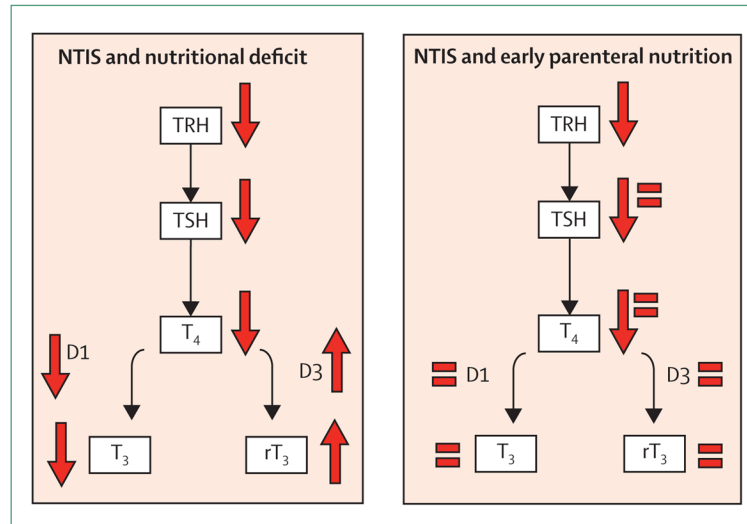 NTIS and nutritional deficit
TRH
TSH
T₄
D1
D3
T₃
rT₃
NTIS and early parenteral nutrition
TRH
TSH
T₄
D1
D3
T₃
rT₃